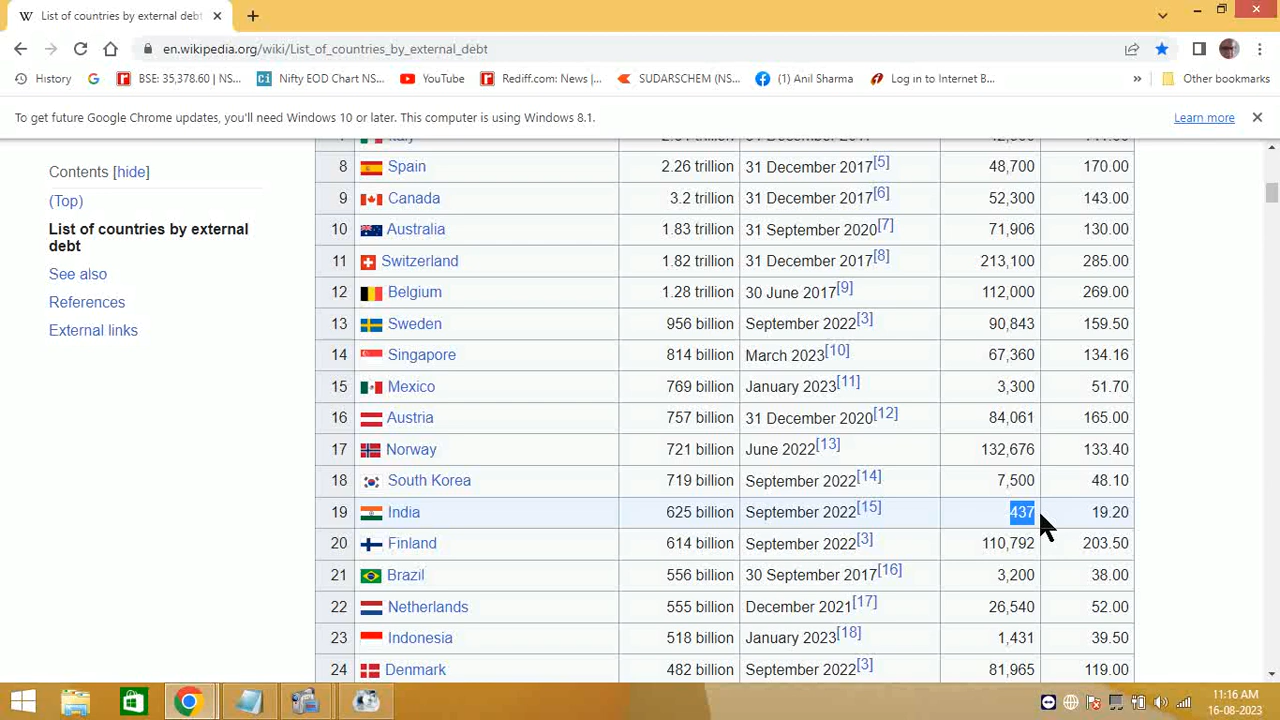 List of countries by external debt
en.wikipedia.org/wiki/List_of_countries_by_external_debt
History BSE: 35,378.60 | NS... Nifty EOD Chart NS... YouTube Rediff.com: News |... SUDARSCHEM (NS... (1) Anil Sharma Log in to Internet B... » Other bookmarks
To get future Google Chrome updates, you'll need Windows 10 or later. This computer is using Windows 8.1. Learn more
Contents [hide]
(Top)
List of countries by external
debt
See also
References
External links
8 Spain 2.26 trillion 31 December 2017[5] 48,700 170.00
9 Canada 3.2 trillion 31 December 2017[6] 52,300 143.00
10 Australia 1.83 trillion 31 September 2020[7] 71,906 130.00
11 Switzerland 1.82 trillion 31 December 2017[8] 213,100 285.00
12 Belgium 1.28 trillion 30 June 2017[9] 112,000 269.00
13 Sweden 956 billion September 2022[3] 90,843 159.50
14 Singapore 814 billion March 2023[10] 67,360 134.16
15 Mexico 769 billion January 2023[11] 3,300 51.70
16 Austria 757 billion 31 December 2020[12] 84,061 165.00
17 Norway 721 billion June 2022[13] 132,676 133.40
18 South Korea 719 billion September 2022[14] 7,500 48.10
19 India 625 billion September 2022[15] 437 19.20
20 Finland 614 billion September 2022[3] 110,792 203.50
21 Brazil 556 billion 30 September 2017[16] 3,200 38.00
22 Netherlands 555 billion December 2021[17] 26,540 52.00
23 Indonesia 518 billion January 2023[18] 1,431 39.50
24 Denmark 482 billion September 2022[3] 81,965 119.00
11:16 AM
16-08-2023